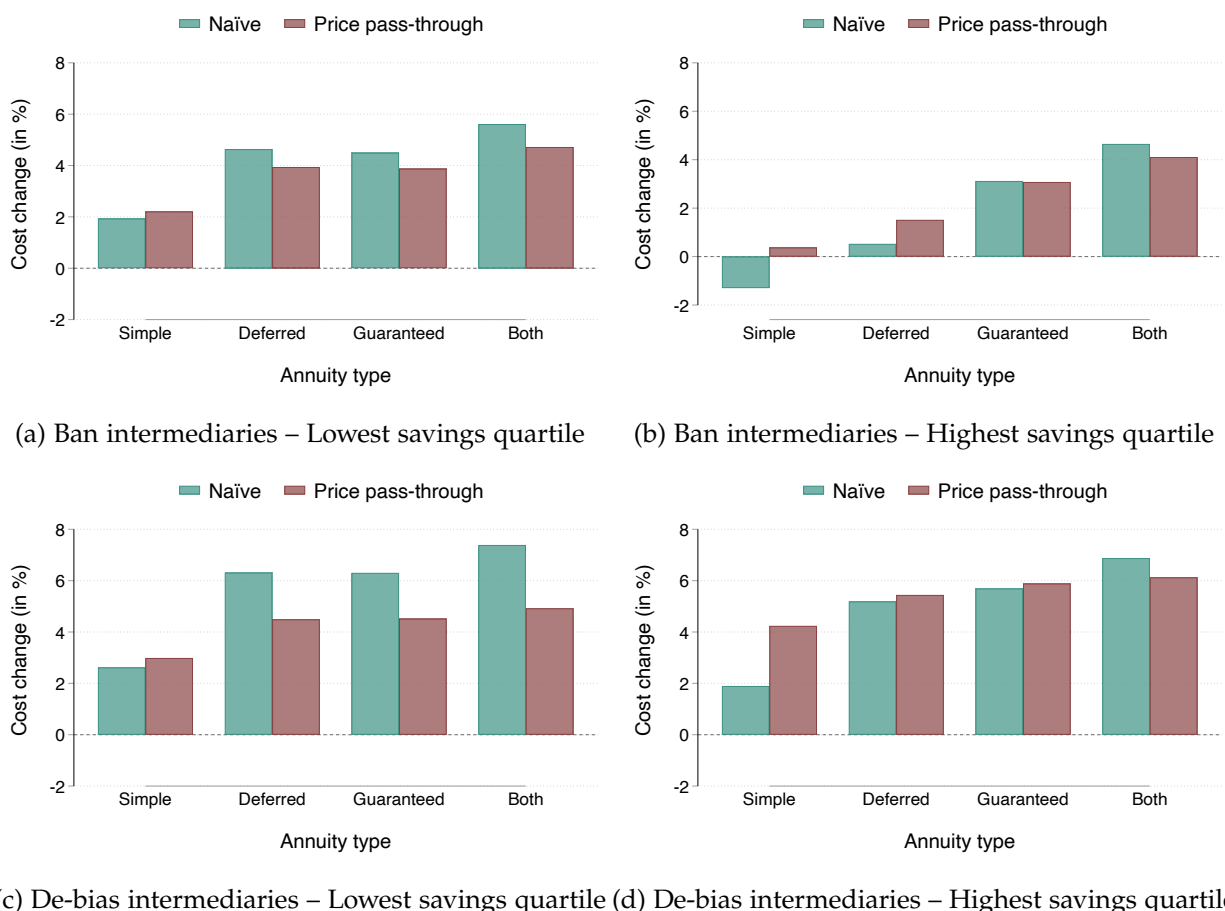 Naïve Price pass-through
8
6
4
2
0
-2
Cost change (in %)
Simple Deferred Guaranteed Both
Annuity type
(a) Ban intermediaries – Lowest savings quartile
Naïve Price pass-through
8
6
4
2
0
-2
Cost change (in %)
Simple Deferred Guaranteed Both
Annuity type
(b) Ban intermediaries – Highest savings quartile
Naïve Price pass-through
8
6
4
2
0
-2
Cost change (in %)
Simple Deferred Guaranteed Both
Annuity type
(c) De-bias intermediaries – Lowest savings quartile
Naïve Price pass-through
8
6
4
2
0
-2
Cost change (in %)
Simple Deferred Guaranteed Both
Annuity type
(d) De-bias intermediaries – Highest savings quartile